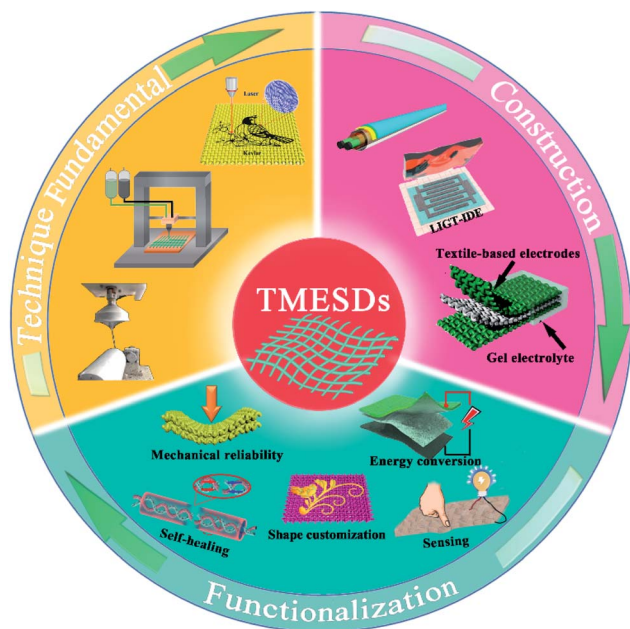 Technique Fundamental
Laser
Kevlar
Construction
LIGT-IDE
Textile-based electrodes
Gel electrolyte
TMESDs
Mechanical reliability
Energy conversion
Self-healing
Shape customization
Sensing
Functionalization